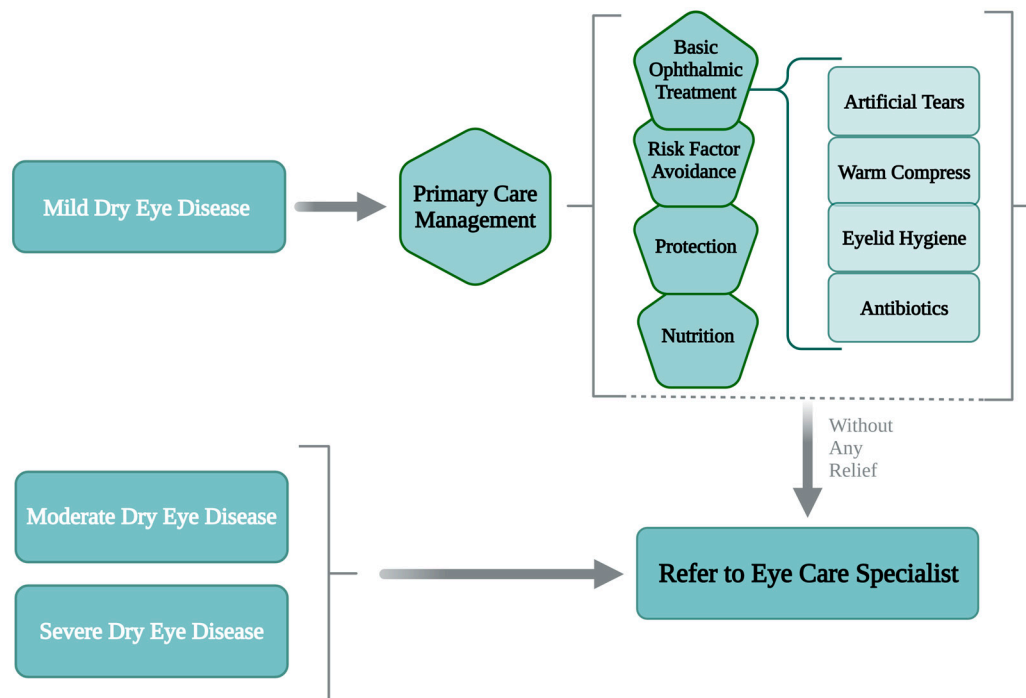 Basic
Ophthalmic
Treatment
Artificial Tears
Risk Factor
Avoidance
Warm Compress
Mild Dry Eye Disease
Primary Care
Management
Protection
Eyelid Hygiene
Nutrition
Antibiotics
Without
Any
Relief
Moderate Dry Eye Disease
Refer to Eye Care Specialist
Severe Dry Eye Disease